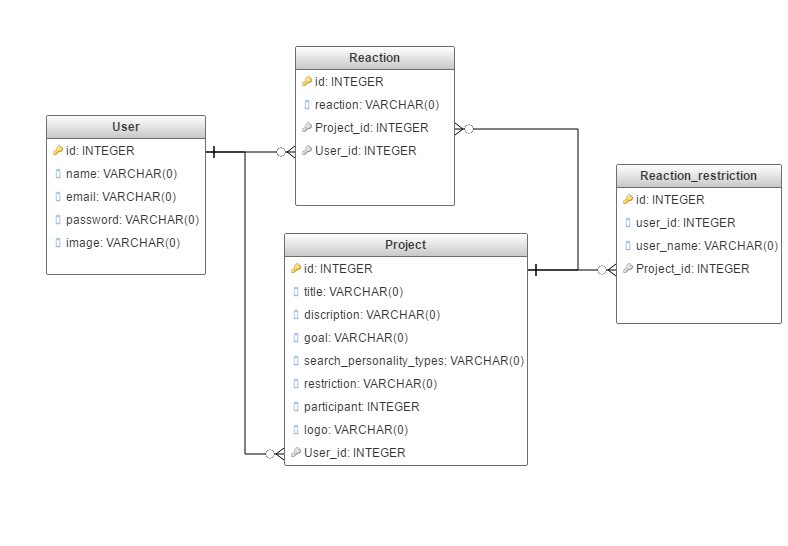 Reaction
id: INTEGER
reaction: VARCHAR(0)
Project_id: INTEGER
User_id: INTEGER
User
id: INTEGER
name: VARCHAR(0)
email: VARCHAR(0)
password: VARCHAR(0)
image: VARCHAR(0)
Reaction_restriction
id: INTEGER
user_id: INTEGER
user_name: VARCHAR(0)
Project_id: INTEGER
Project
id: INTEGER
title: VARCHAR(0)
discription: VARCHAR(0)
goal: VARCHAR(0)
search_personality_types: VARCHAR(0)
restriction: VARCHAR(0)
participant: INTEGER
logo: VARCHAR(0)
User_id: INTEGER